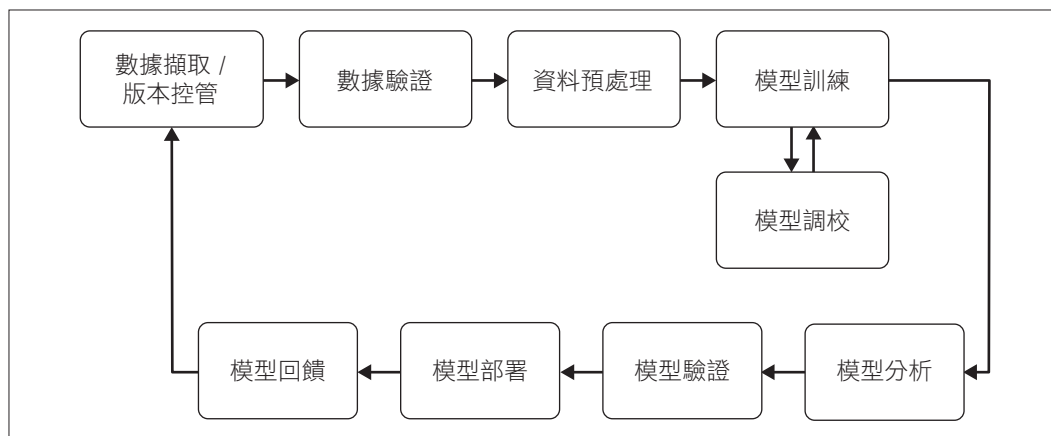 數據擷取 /
版本控管
數據驗證
資料預處理
模型訓練
模型調校
模型回饋
模型部署
模型驗證
模型分析